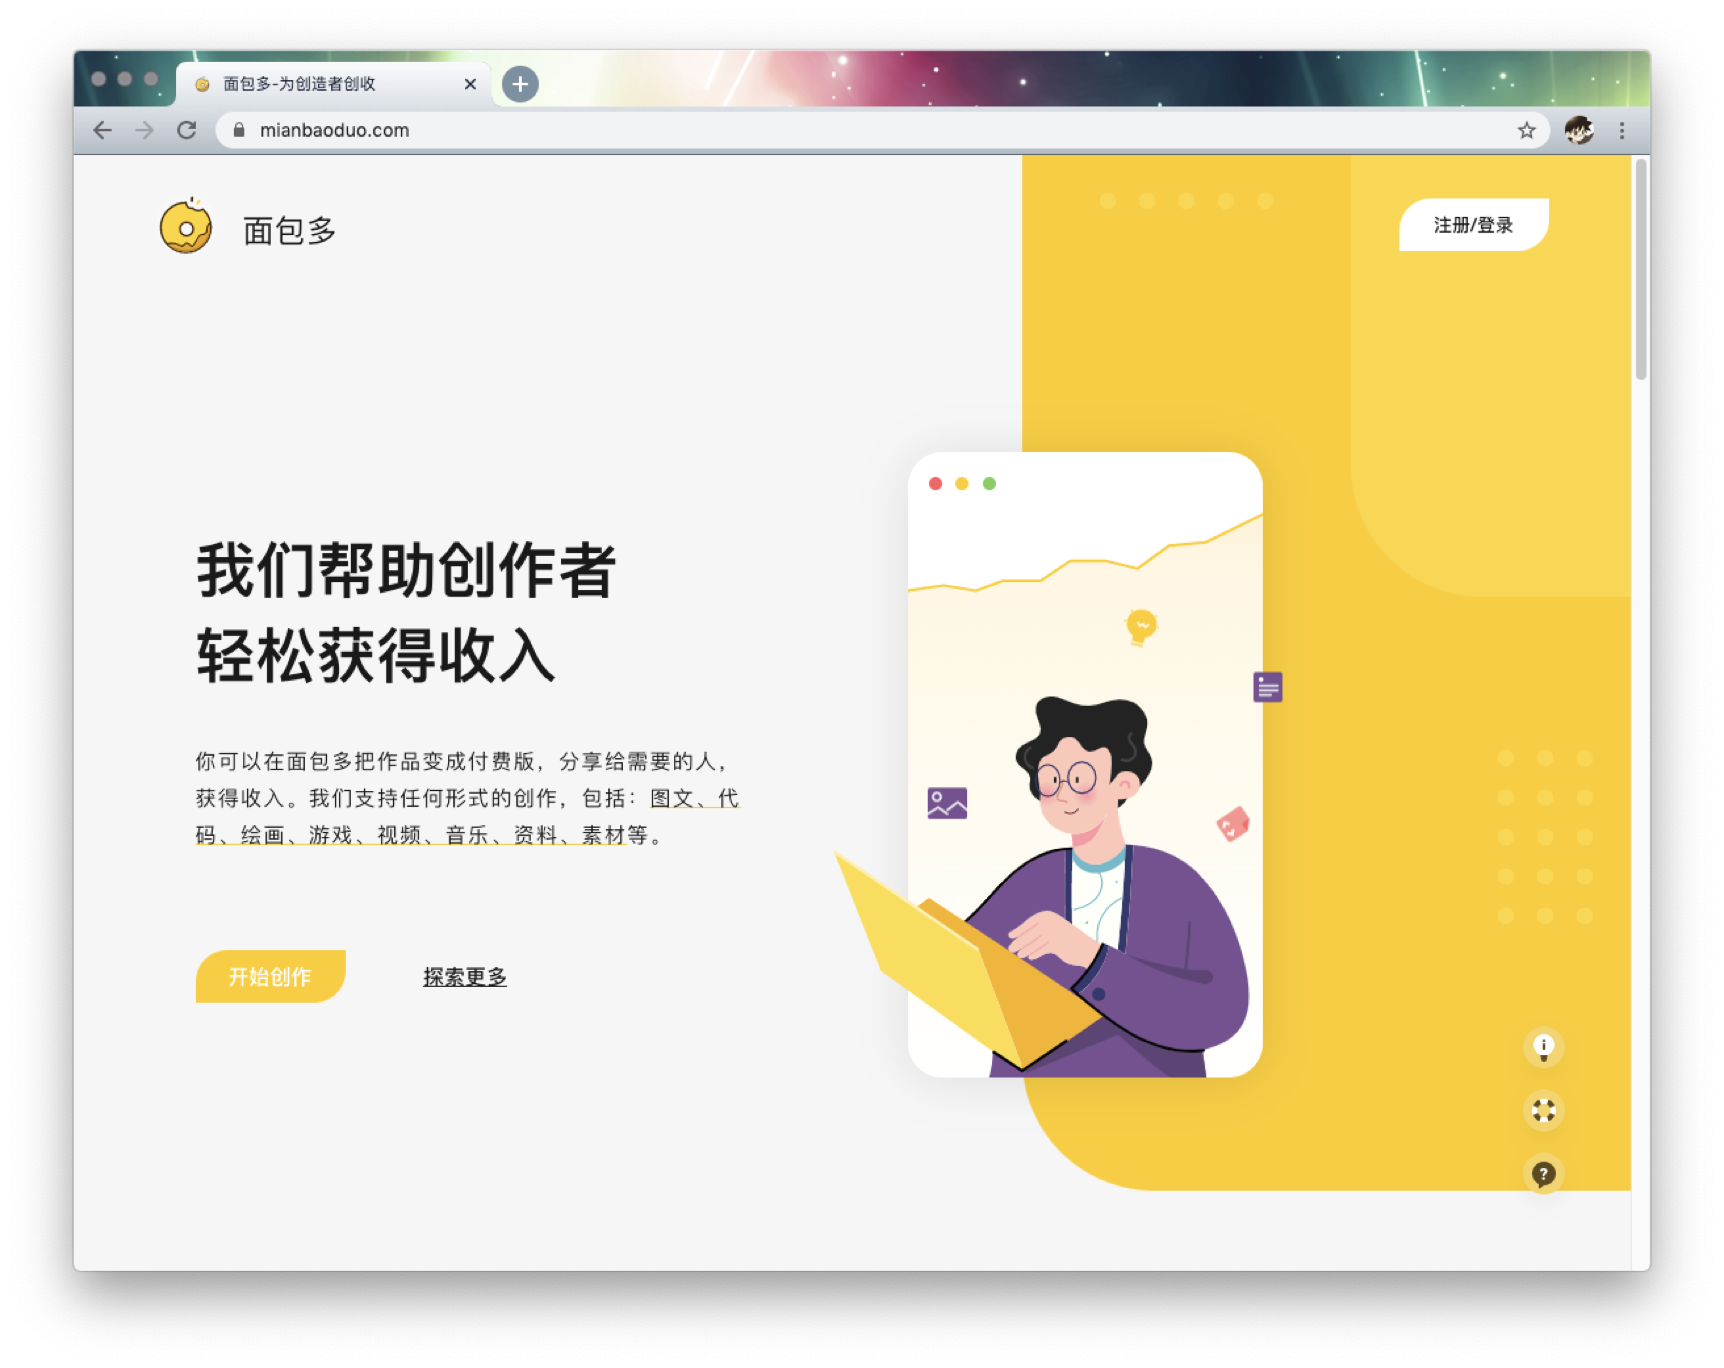 面包多-为创造者创收
mianbaoduo.com
面包多
注册/登录
我们帮助创作者
轻松获得收入
你可以在面包多把作品变成付费版，分享给需要的人，
获得收入。我们支持任何形式的创作，包括：图文、代
码、绘画、游戏、视频、音乐、资料、素材等。
开始创作
探索更多